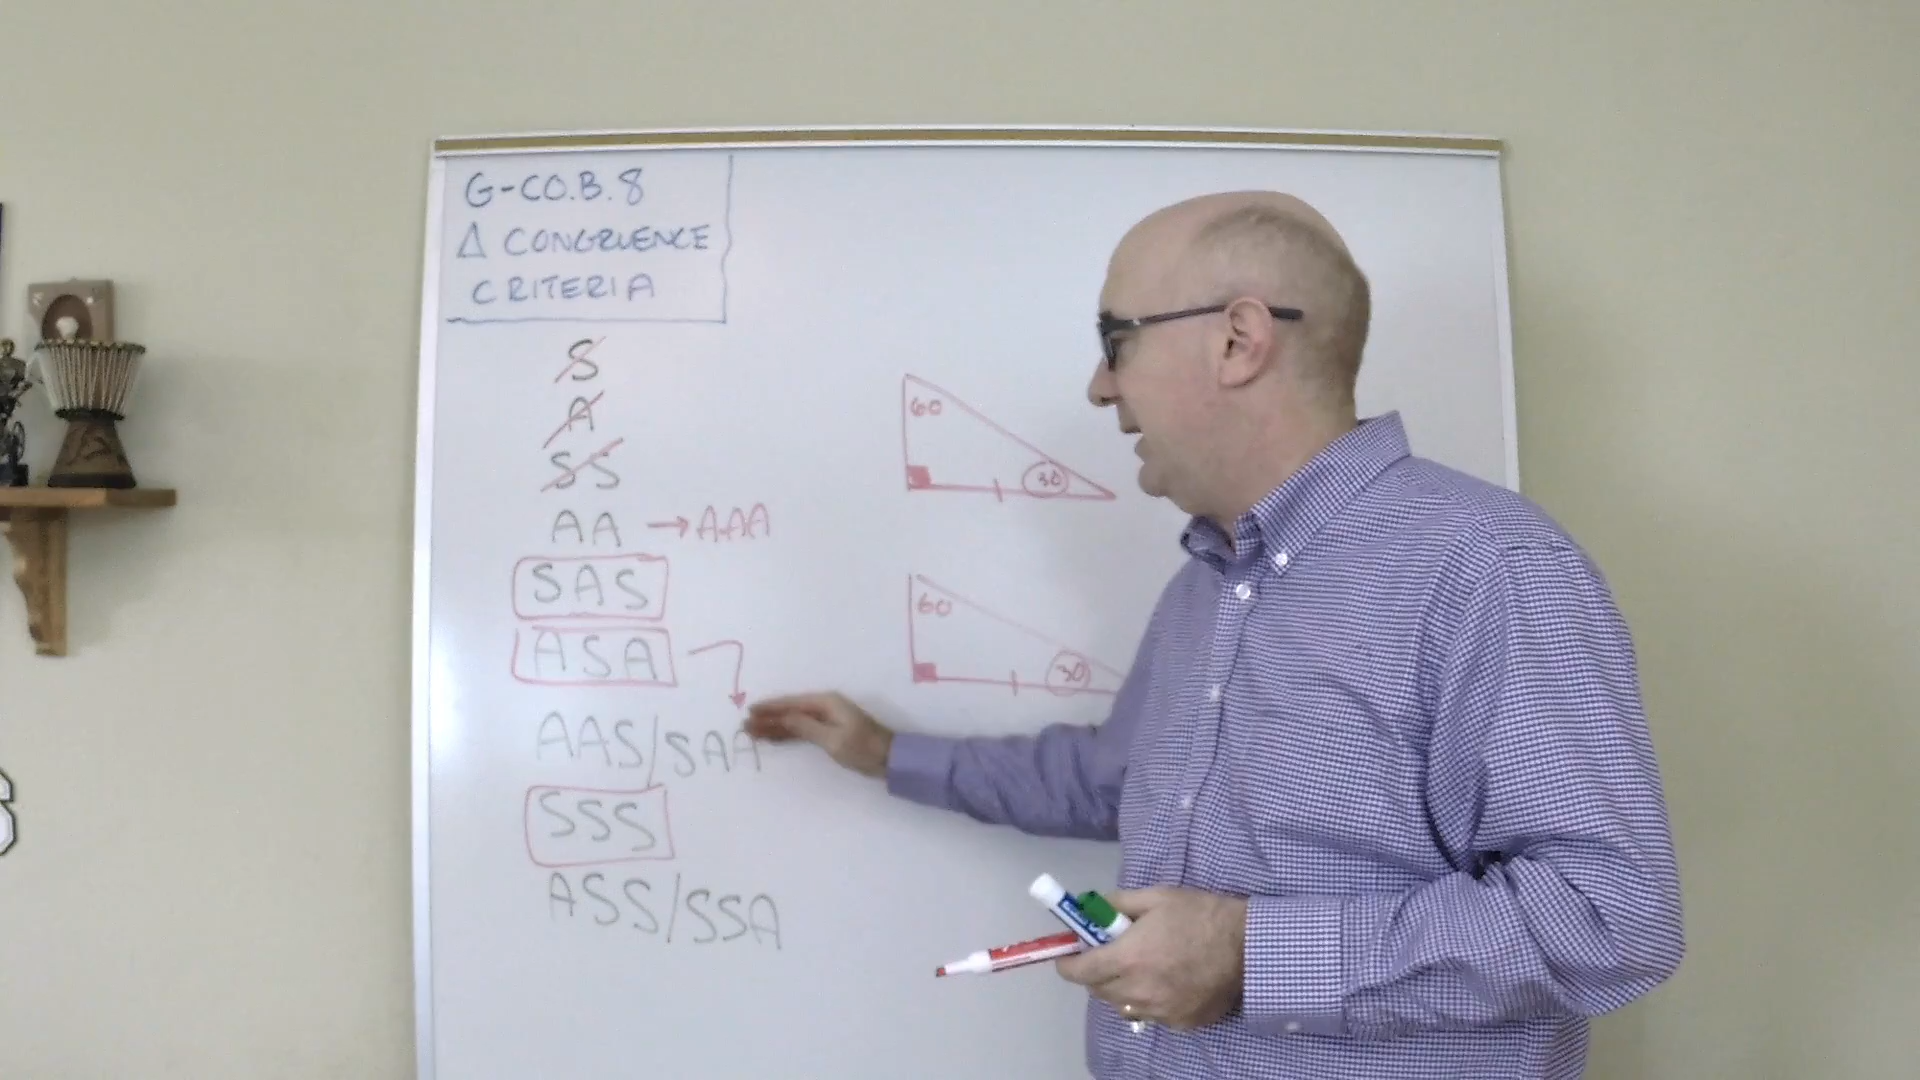 G-CO.B.8
Δ CONGRUENCE
CRITERIA
S
A
SS
AA → AAA
SAS
ASA
AAS/SAA
SSS
ASS/SSA
60
30
60
30